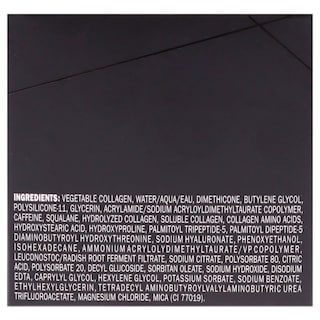 INGREDIENTS: VEGETABLE COLLAGEN, WATER/AQUA/EAU, DIMETHICONE, BUTYLENE GLYCOL,
POLYSILICONE-11, GLYCERIN, ACRYLAMIDE/SODIUM ACRYLOYLDIMETHYLTAURATE COPOLYMER,
CAFFEINE, SQUALANE, HYDROLYZED COLLAGEN, SOLUBLE COLLAGEN, COLLAGEN AMINO ACIDS,
HYDROXYSTEARIC ACID, HYDROXYPROLINE, PALMITOYL TRIPEPTIDE-5, PALMITOYL DIPEPTIDE-5
DIAMINOBUTYROYL HYDROXYTHREONINE, SODIUM HYALURONATE, PHENOXYETHANOL,
ISOHEXADECANE, AMMONIUM ACRYLOYLDIMETHYLTAURATE/VP COPOLYMER,
LEUCONOSTOC/RADISH ROOT FERMENT FILTRATE, SODIUM CITRATE, POLYSORBATE 80, CITRIC
ACID, POLYSORBATE 20, DECYL GLUCOSIDE, SORBITAN OLEATE, SODIUM HYDROXIDE, DISODIUM
EDTA, CAPRYLYL GLYCOL, HEXYLENE GLYCOL, POTASSIUM SORBATE, SODIUM BENZOATE,
ETHYLHEXYLGLYCERIN, TETRADECYL AMINOBUTYROYLVALYLAMINOBUTYRIC UREA
TRIFLUOROACETATE, MAGNESIUM CHLORIDE, MICA (CI 77019).